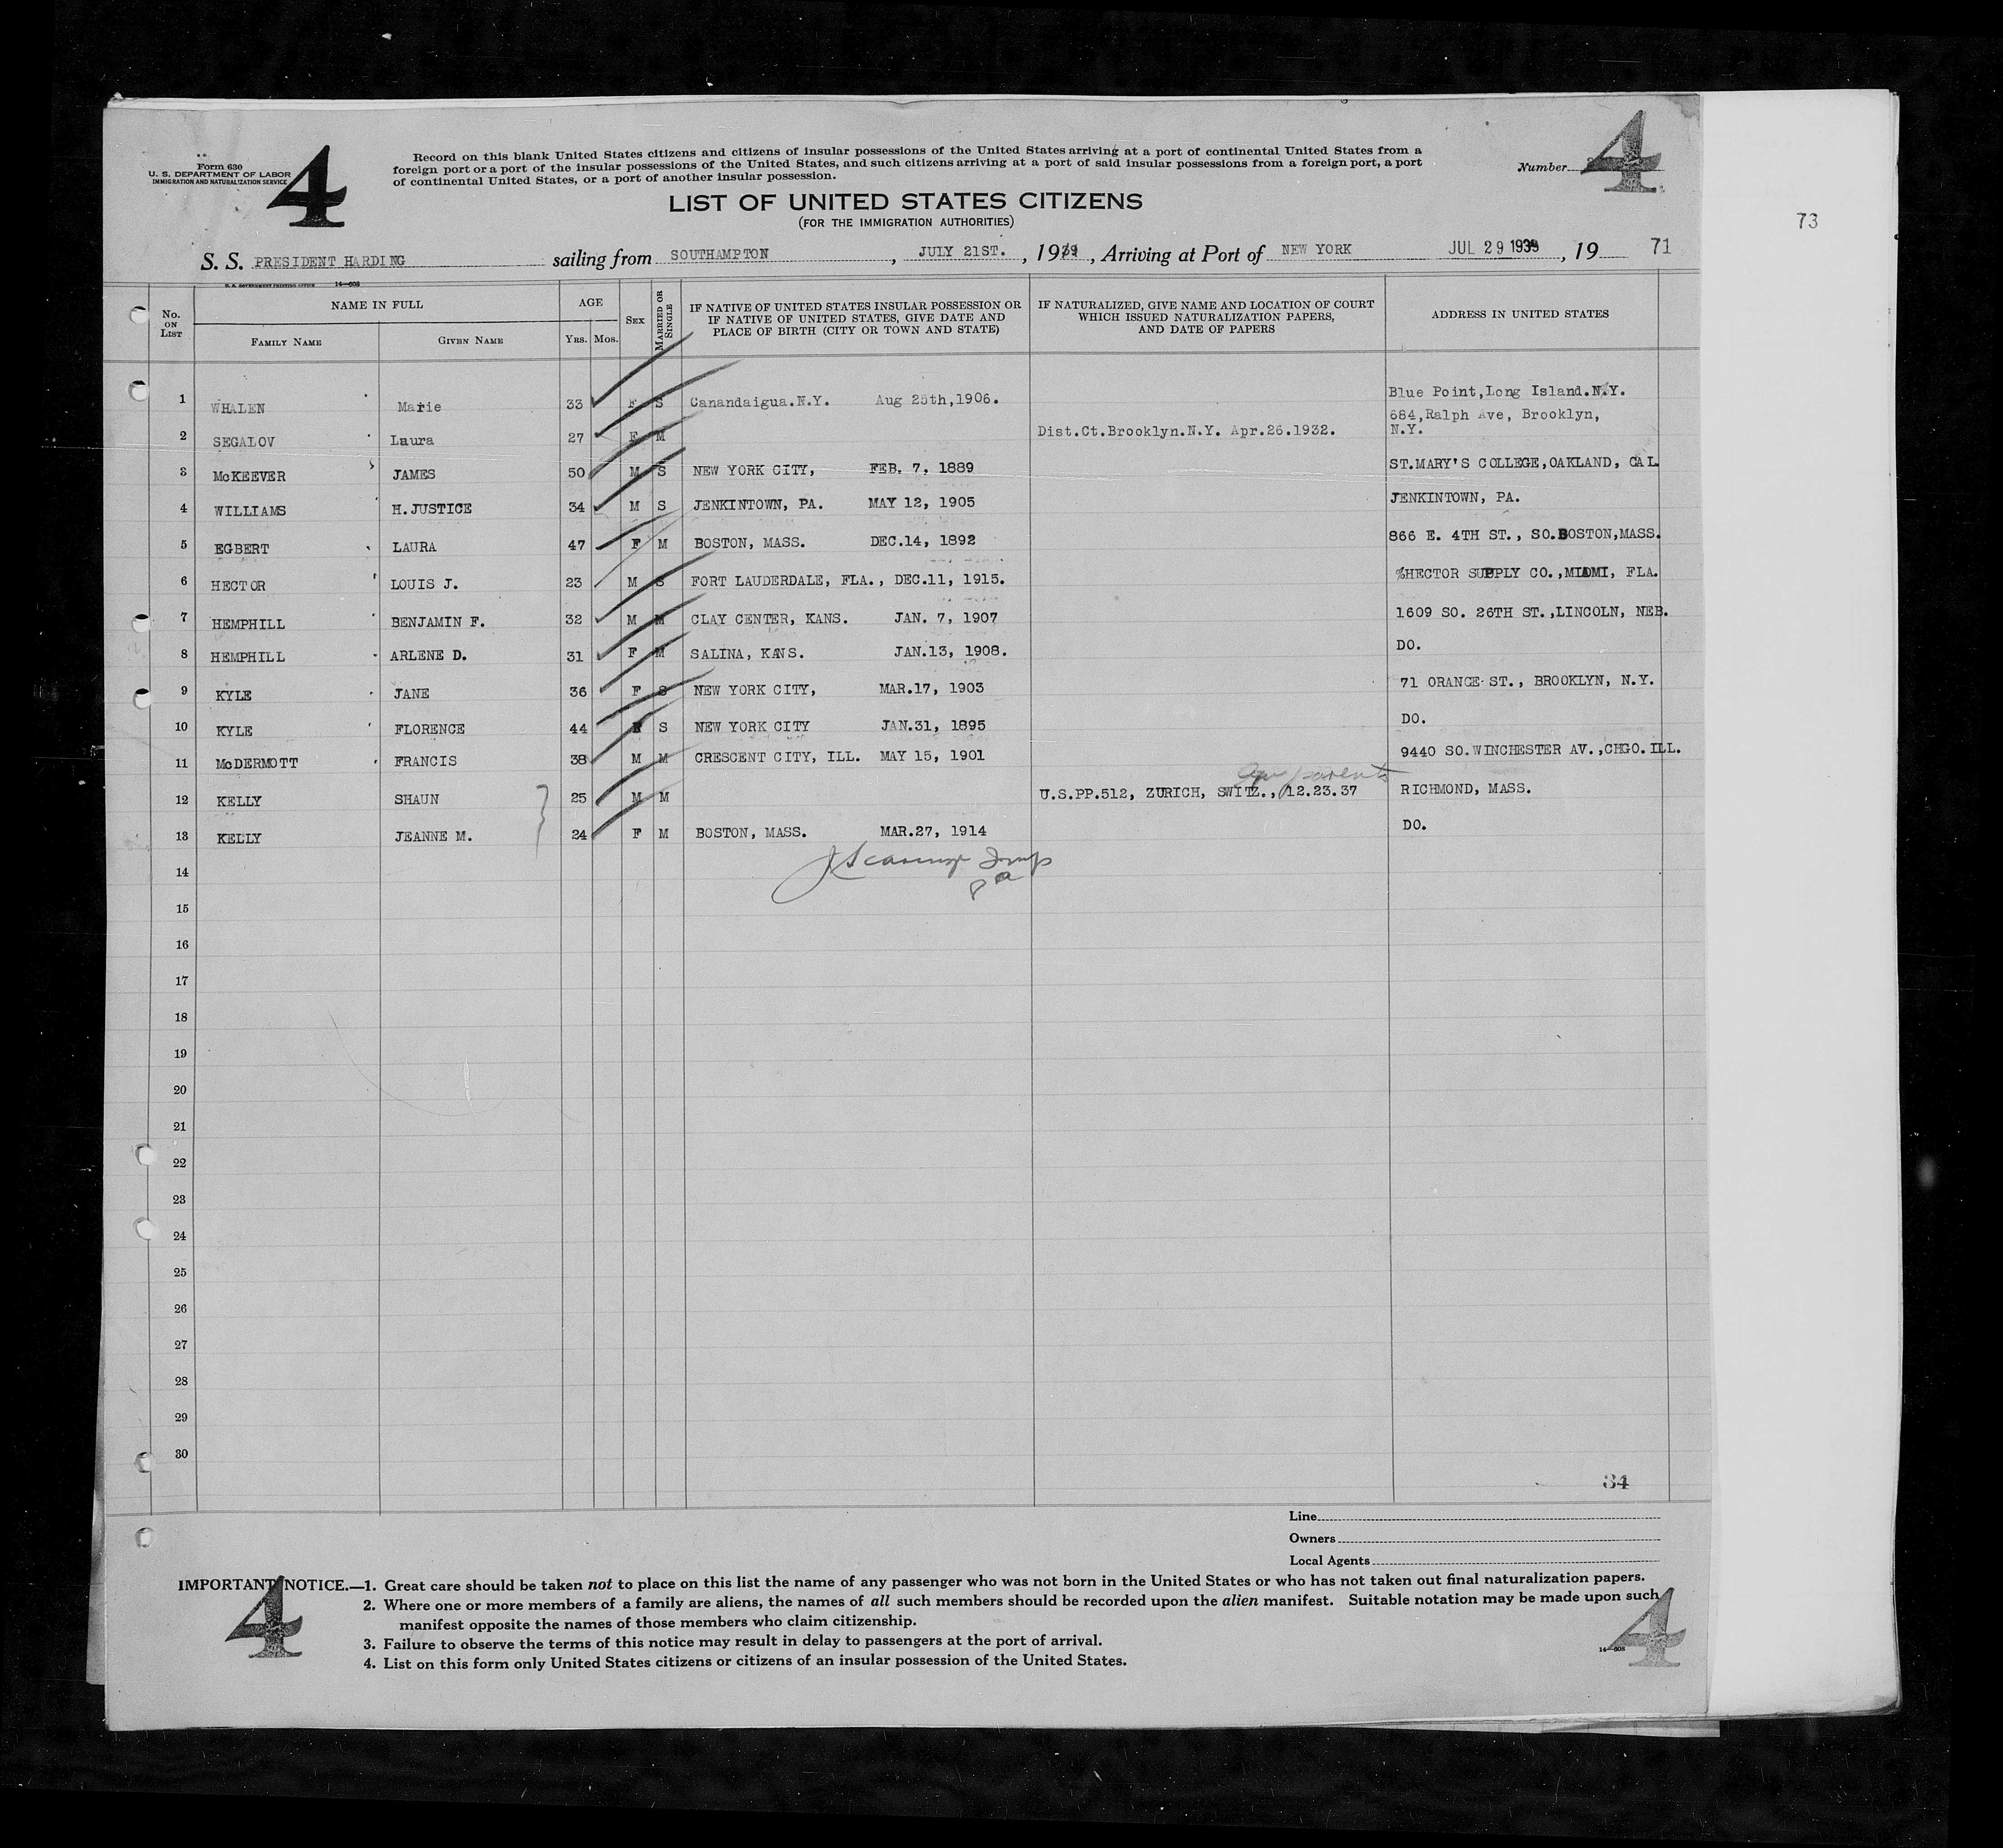 73
4
Form 630
U. S. DEPARTMENT OF LABOR
IMMIGRATION AND NATURALIZATION SERVICE
Record on this blank United States citizens and citizens of insular possessions of the United States arriving at a port of continental United States from a
foreign port or a port of the insular possessions of the United States, and such citizens arriving at a port of said insular possessions from a foreign port, a port
of continental United States, or a port of another insular possession.
Number 4
LIST OF UNITED STATES CITIZENS
(FOR THE IMMIGRATION AUTHORITIES)
S. S. PRESIDENT HARDING sailing from SOUTHAMPTON, JULY 21ST., 1939, Arriving at Port of NEW YORK JUL 29 1939, 19 71
U. S. GOVERNMENT PRINTING OFFICE 14—608
No. ON LIST NAME IN FULL FAMILY NAME GIVEN NAME AGE YRS. MOS. SEX MARRIED OR SINGLE IF NATIVE OF UNITED STATES INSULAR POSSESSION OR IF NATIVE OF UNITED STATES, GIVE DATE AND PLACE OF BIRTH (CITY OR TOWN AND STATE) IF NATURALIZED, GIVE NAME AND LOCATION OF COURT WHICH ISSUED NATURALIZATION PAPERS, AND DATE OF PAPERS ADDRESS IN UNITED STATES
1 WHALEN Marie 33 F S Canandaigua.N.Y. Aug 25th,1906. Blue Point,Long Island.N.Y.
2 SEGALOV Laura 27 F M Dist.Ct.Brooklyn.N.Y. Apr.26.1932. 684,Ralph Ave, Brooklyn, N.Y.
3 McKEEVER JAMES 50 M S NEW YORK CITY, FEB. 7, 1889 ST.MARY'S COLLEGE,OAKLAND, CAL
4 WILLIAMS H.JUSTICE 34 M S JENKINTOWN, PA. MAY 12, 1905 JENKINTOWN, PA.
5 EGBERT LAURA 47 F M BOSTON, MASS. DEC.14, 1892 866 E. 4TH ST., SO.BOSTON,MASS.
6 HECTOR LOUIS J. 23 M S FORT LAUDERDALE, FLA., DEC.11, 1915. %HECTOR SUPPLY CO.,MIAMI, FLA.
7 HEMPHILL BENJAMIN F. 32 M M CLAY CENTER, KANS. JAN. 7, 1907 1609 SO. 26TH ST.,LINCOLN, NEB.
8 HEMPHILL ARLENE D. 31 F M SALINA, KANS. JAN.13, 1908. DO.
9 KYLE JANE 36 F S NEW YORK CITY, MAR.17, 1903 71 ORANGE ST., BROOKLYN, N.Y.
10 KYLE FLORENCE 44 F S NEW YORK CITY JAN.31, 1895 DO.
11 McDERMOTT FRANCIS 38 M M CRESCENT CITY, ILL. MAY 15, 1901 9440 SO.WINCHESTER AV.,CHGO.ILL.
parents
12 KELLY SHAUN 25 M M U.S.PP.512, ZURICH, SWITZ., 12.23.37 RICHMOND, MASS.
13 KELLY JEANNE M. 24 F M BOSTON, MASS. MAR.27, 1914 DO.
14
15
16
17
18
19
20
21
22
23
24
25
26
27
28
29
30
34
Line
Owners
Local Agents
IMPORTANT NOTICE.—1. Great care should be taken not to place on this list the name of any passenger who was not born in the United States or who has not taken out final naturalization papers.
2. Where one or more members of a family are aliens, the names of all such members should be recorded upon the alien manifest. Suitable notation may be made upon such
manifest opposite the names of those members who claim citizenship.
3. Failure to observe the terms of this notice may result in delay to passengers at the port of arrival.
4. List on this form only United States citizens or citizens of an insular possession of the United States.
4
14—608
4